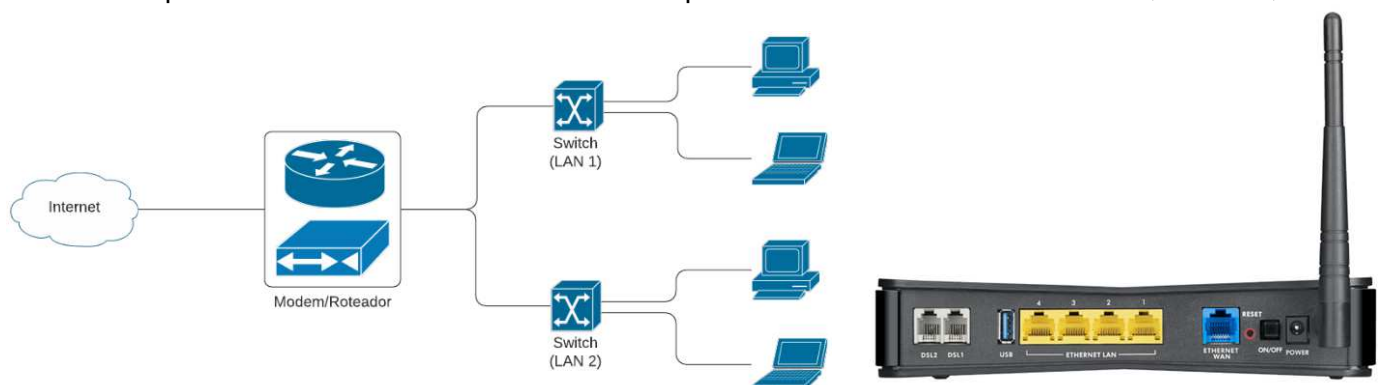 Internet
Modem/Roteador
Switch
(LAN 1)
Switch
(LAN 2)
4 3 2 1
RESET
DSL2 DSL1 USB ETHERNET LAN ETHERNET
WAN ON/OFF POWER